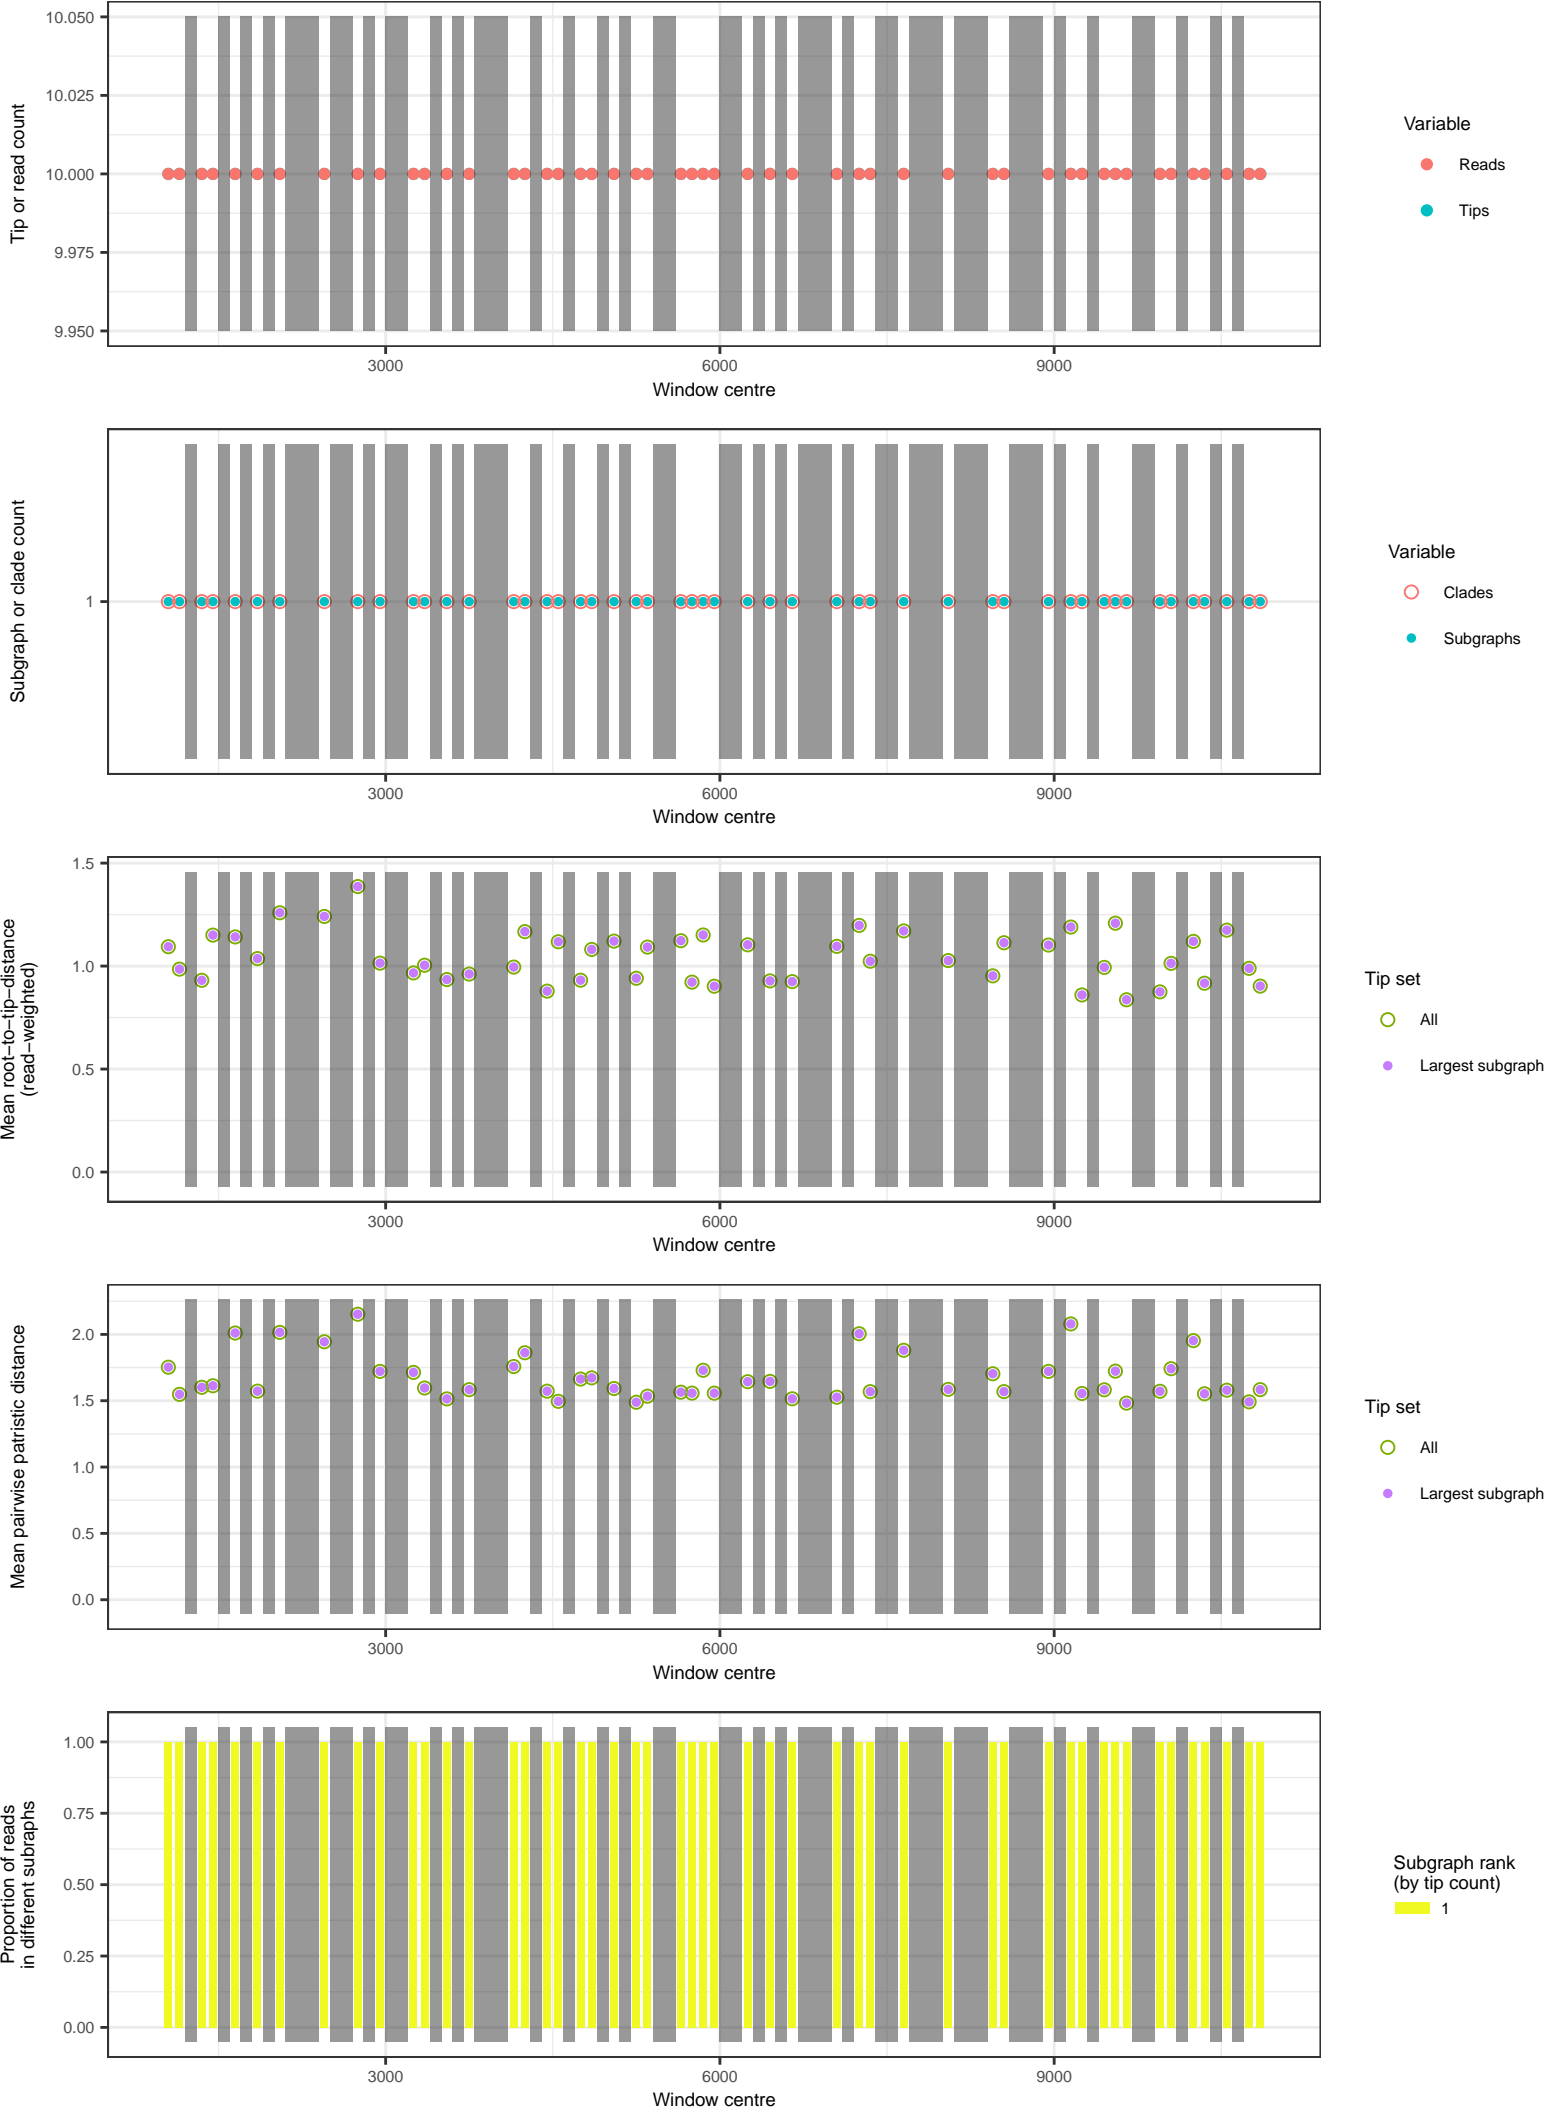 10.050
10.025
10.000
9.975
9.950
Tip or read count
3000
6000
9000
Window centre
Variable
Reads
Tips
1
Subgraph or clade count
3000
6000
9000
Window centre
Variable
Clades
Subgraphs
1.5
1.0
0.5
0.0
Mean root−to−tip−distance
(read−weighted)
3000
6000
9000
Window centre
Tip set
All
Largest subgraph
2.0
1.5
1.0
0.5
0.0
Mean pairwise patristic distance
3000
6000
9000
Window centre
Tip set
All
Largest subgraph
1.00
0.75
0.50
0.25
0.00
Proportion of reads
in different subraphs
3000
6000
9000
Window centre
Subgraph rank
(by tip count)
1